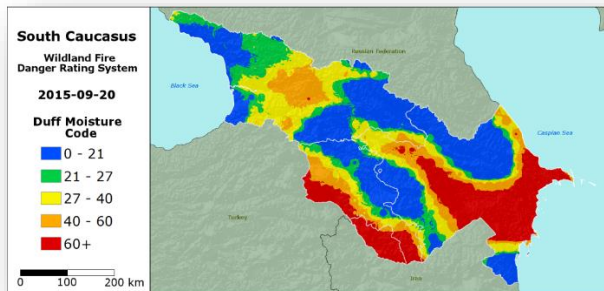 South Caucasus
Wildland Fire
Danger Rating System
2015-09-20
Duff Moisture
Code
0 - 21
21 - 27
27 - 40
40 - 60
60+
0 100 200 km
Russian Federation
Black Sea
Caspian Sea
Turkey
Iran